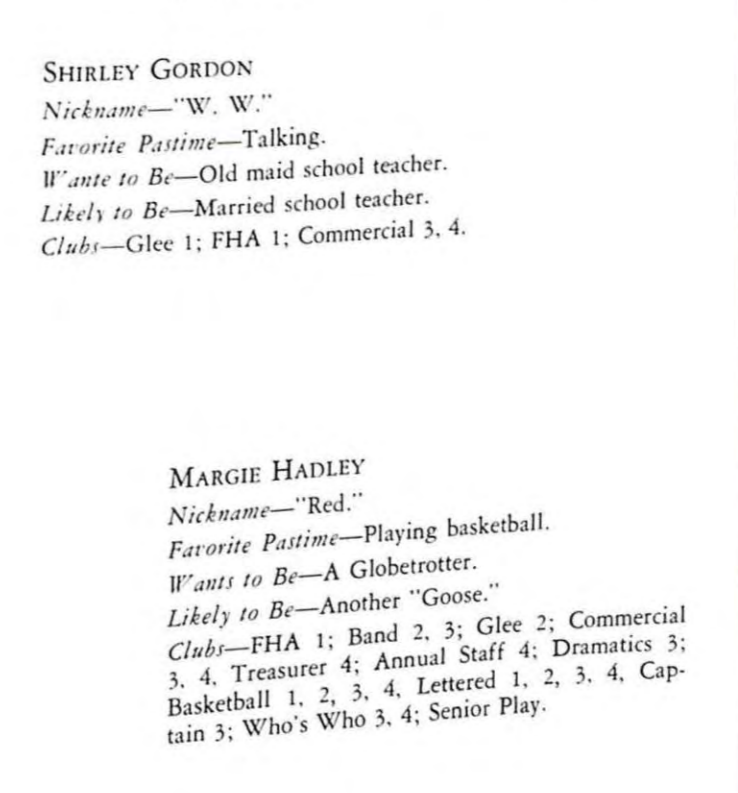 SHIRLEY GORDON
Nickname—"W. W."
Favorite Pastime—Talking.
Wante to Be—Old maid school teacher.
Likely to Be—Married school teacher.
Clubs—Glee 1; FHA 1; Commercial 3, 4.
MARGIE HADLEY
Nickname—"Red."
Favorite Pastime—Playing basketball.
Wants to Be—A Globetrotter.
Likely to Be—Another "Goose."
Clubs—FHA 1; Band 2, 3; Glee 2; Commercial
3, 4, Treasurer 4; Annual Staff 4; Dramatics 3;
Basketball 1, 2, 3, 4, Lettered 1, 2, 3, 4, Cap-
tain 3; Who's Who 3, 4; Senior Play.